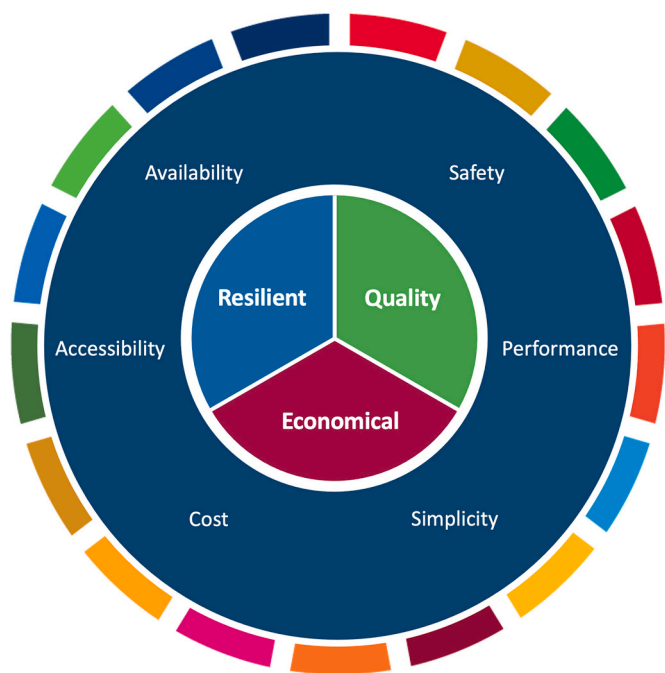 Availability
Safety
Resilient
Quality
Accessibility
Performance
Economical
Cost
Simplicity